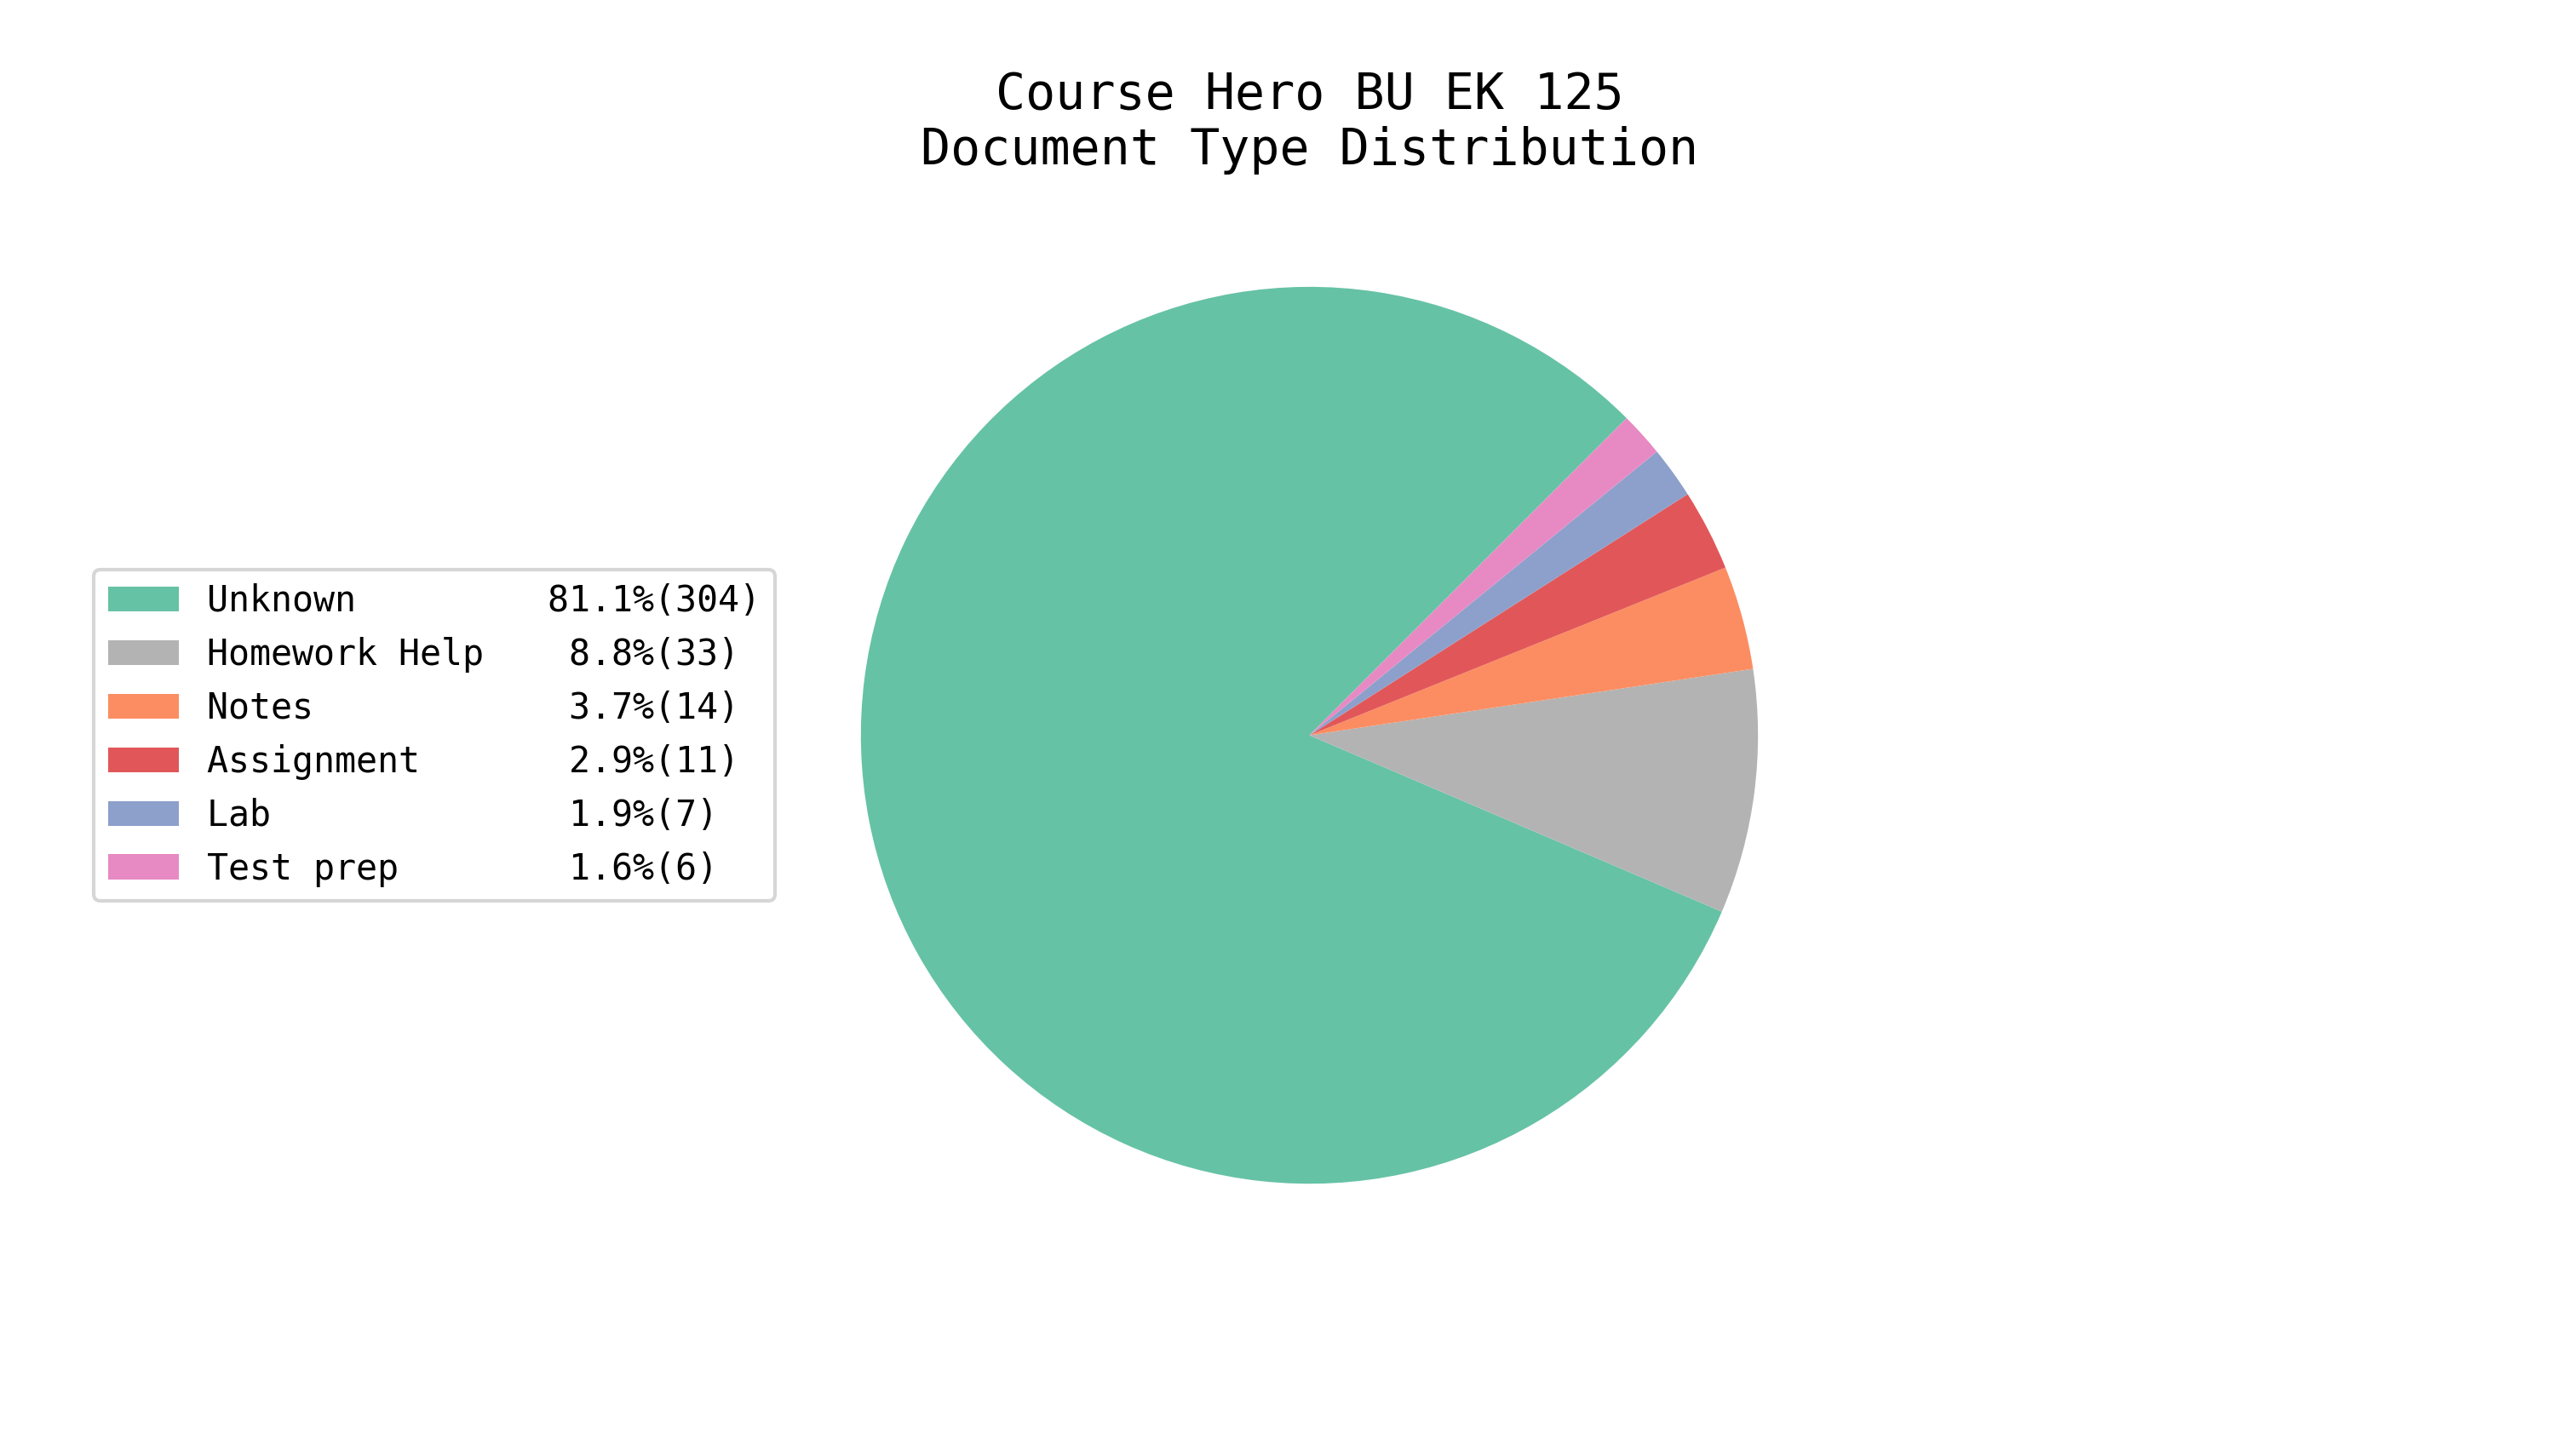 Course Hero BU EK 125
Document Type Distribution
Unknown 81.1%(304)
Homework Help 8.8%(33)
Notes 3.7%(14)
Assignment 2.9%(11)
Lab 1.9%(7)
Test prep 1.6%(6)